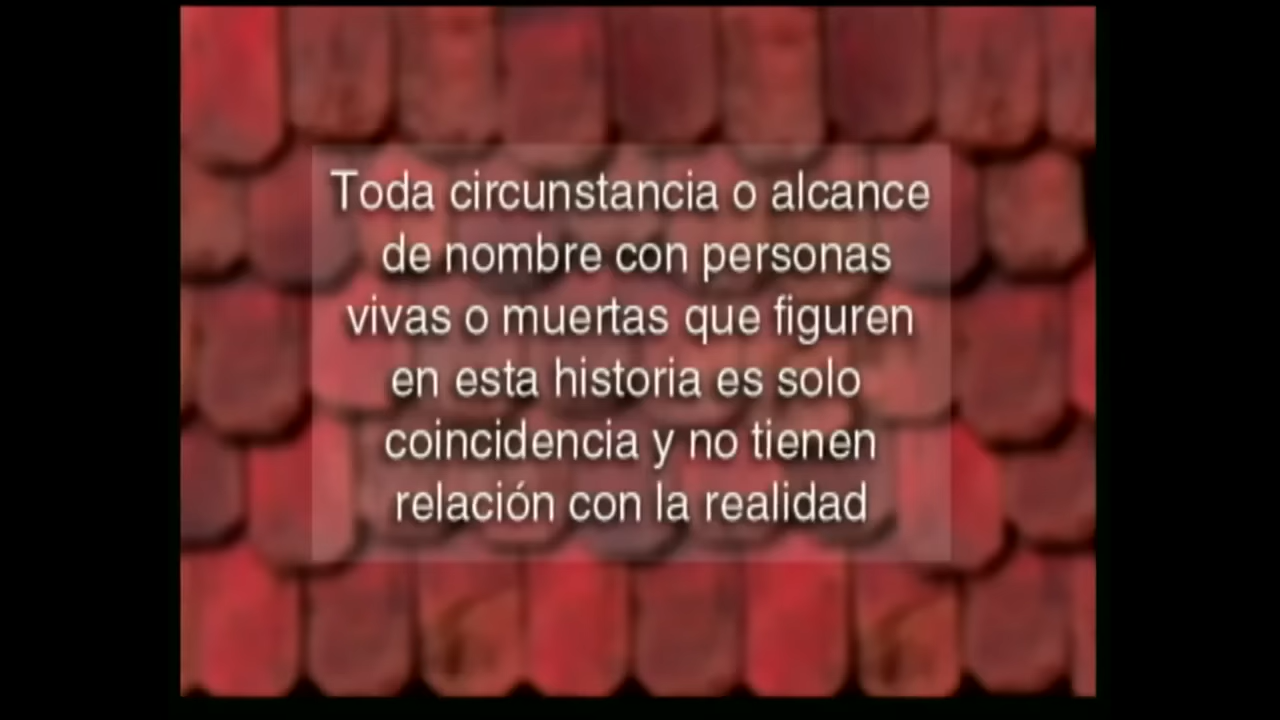 Toda circunstancia o alcance
de nombre con personas
vivas o muertas que figuren
en esta historia es solo
coincidencia y no tienen
relación con la realidad